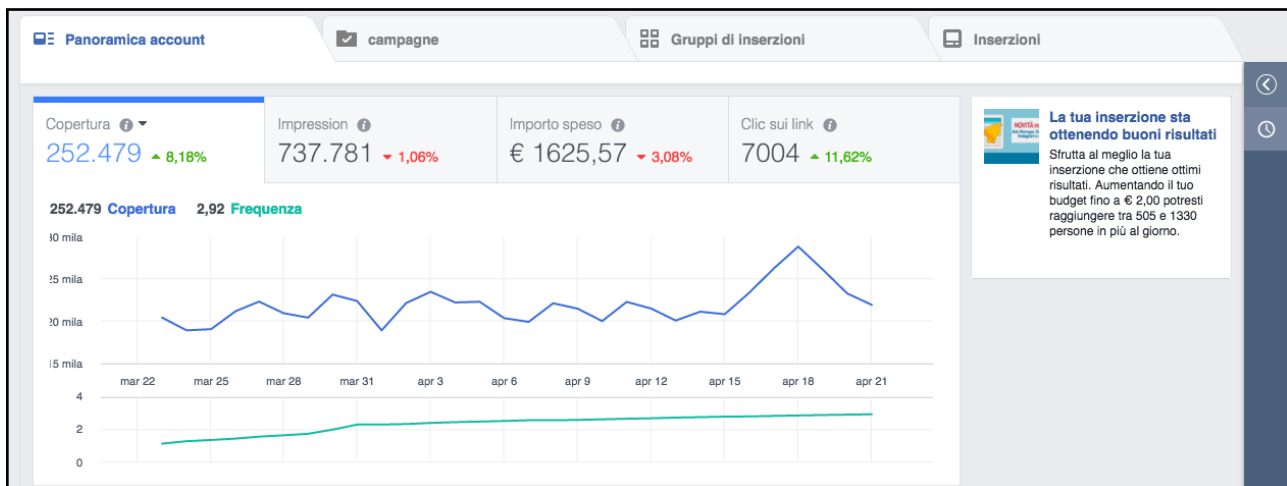 Panoramica account
campagne
Gruppi di inserzioni
Inserzioni
Copertura
252.479 8,18%
Impression
737.781 1,06%
Importo speso
€ 1625,57 3,08%
Clic sui link
7004 11,62%
252.479 Copertura 2,92 Frequenza
25 mila
20 mila
15 mila
mar 22 mar 25 mar 28 mar 31 apr 3 apr 6 apr 9 apr 12 apr 15 apr 18 apr 21
4
2
0
La tua inserzione sta
ottenendo buoni risultati
Sfrutta al meglio la tua
inserzione che ottiene ottimi
risultati. Aumentando il tuo
budget fino a € 2,00 potresti
raggiungere tra 505 e 1330
persone in più al giorno.